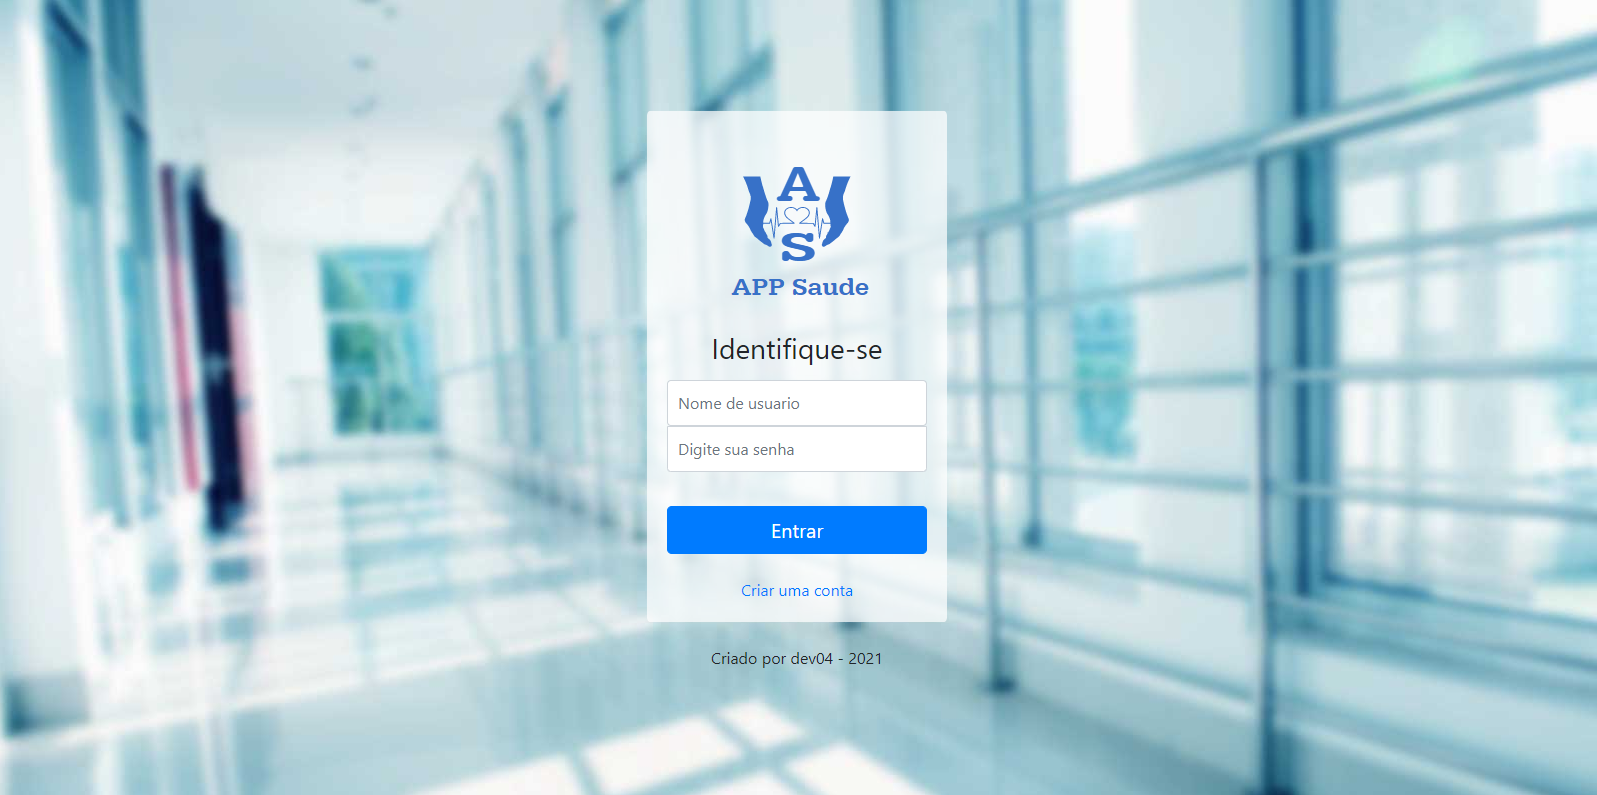 A
S
APP Saude
Identifique-se
Nome de usuario
Digite sua senha
Entrar
Criar uma conta
Criado por dev04 - 2021